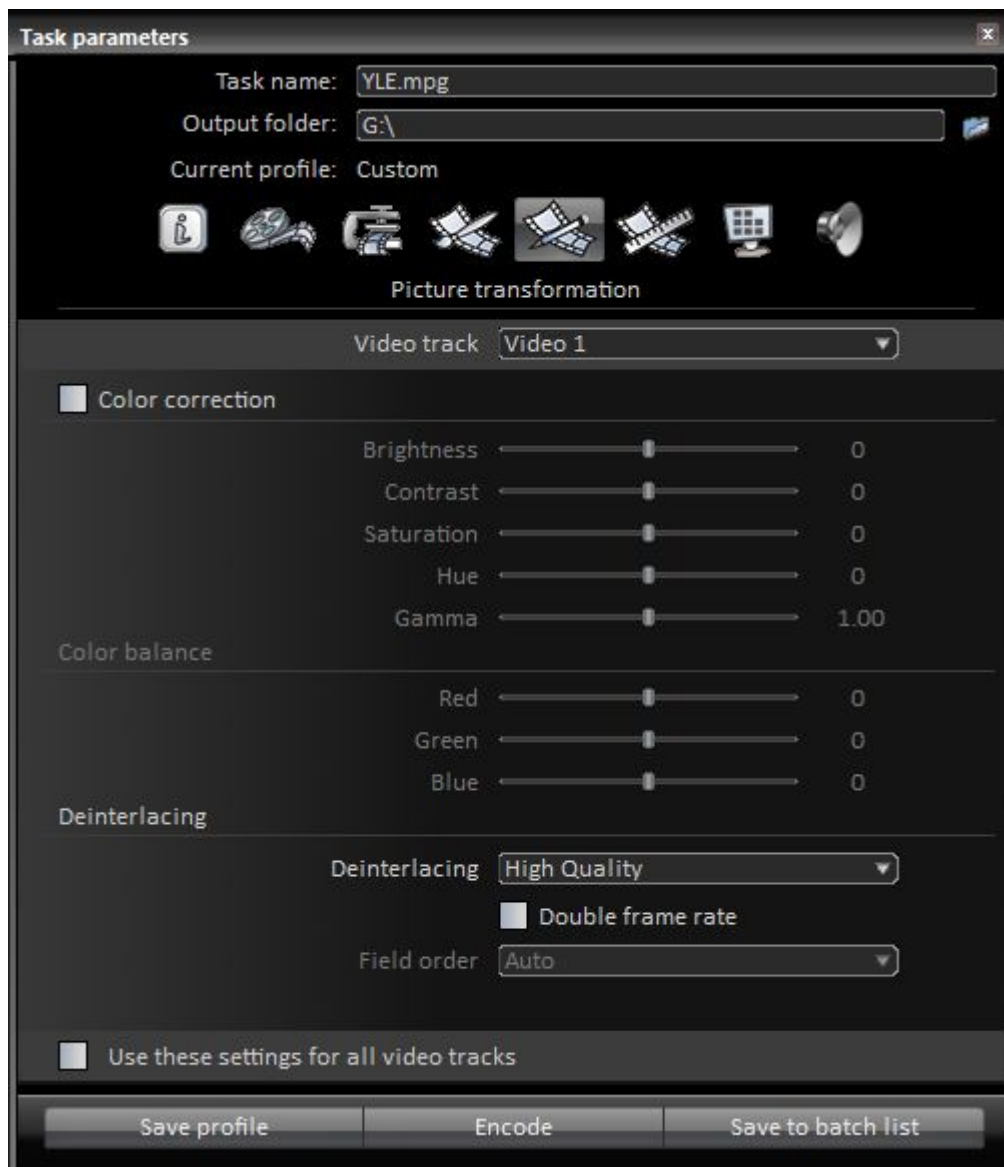 Task parameters
Task name: YLE.mpg
Output folder: G:\
Current profile: Custom
Picture transformation
Video track Video 1
Color correction
Brightness 0
Contrast 0
Saturation 0
Hue 0
Gamma 1.00
Color balance
Red 0
Green 0
Blue 0
Deinterlacing
Deinterlacing High Quality
Double frame rate
Field order Auto
Use these settings for all video tracks
Save profile Encode Save to batch list